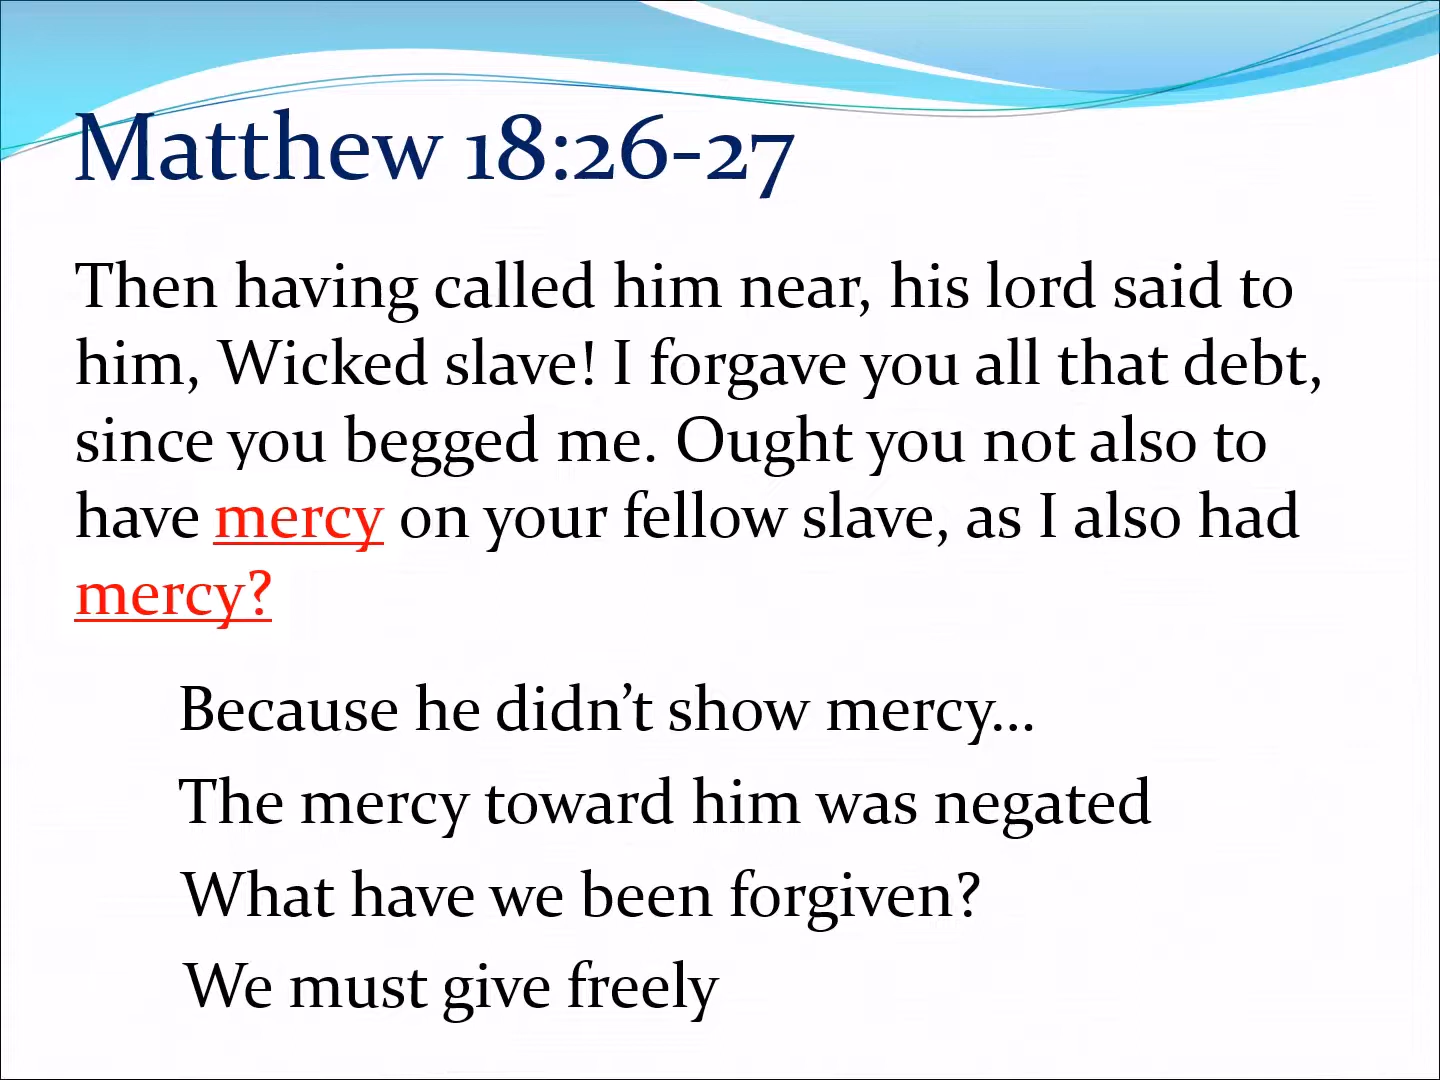 Matthew 18:26-27
Then having called him near, his lord said to
him, Wicked slave! I forgave you all that debt,
since you begged me. Ought you not also to
have mercy on your fellow slave, as I also had
mercy?
Because he didn’t show mercy…
The mercy toward him was negated
What have we been forgiven?
We must give freely